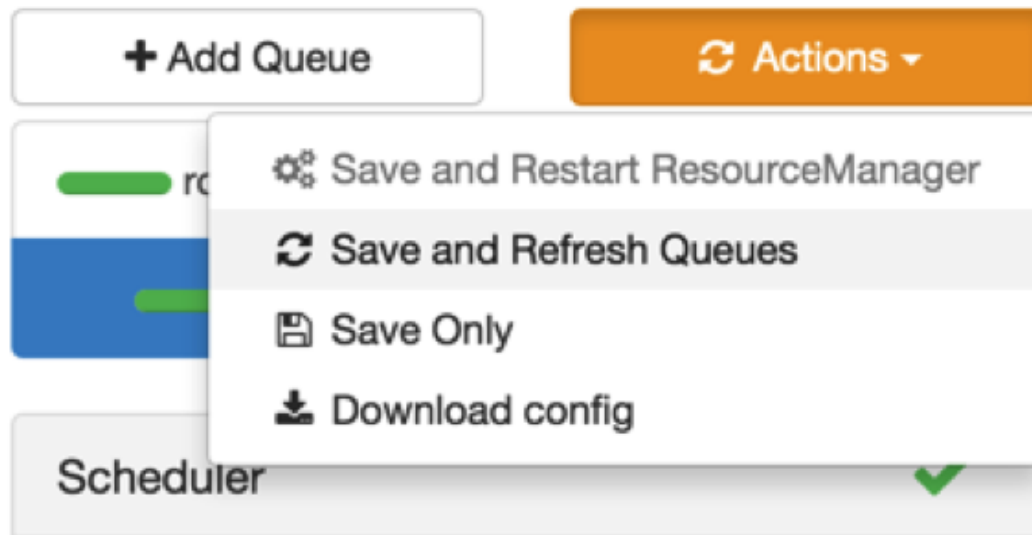 Add Queue
Actions
Save and Restart ResourceManager
Save and Refresh Queues
Save Only
Download config
Scheduler